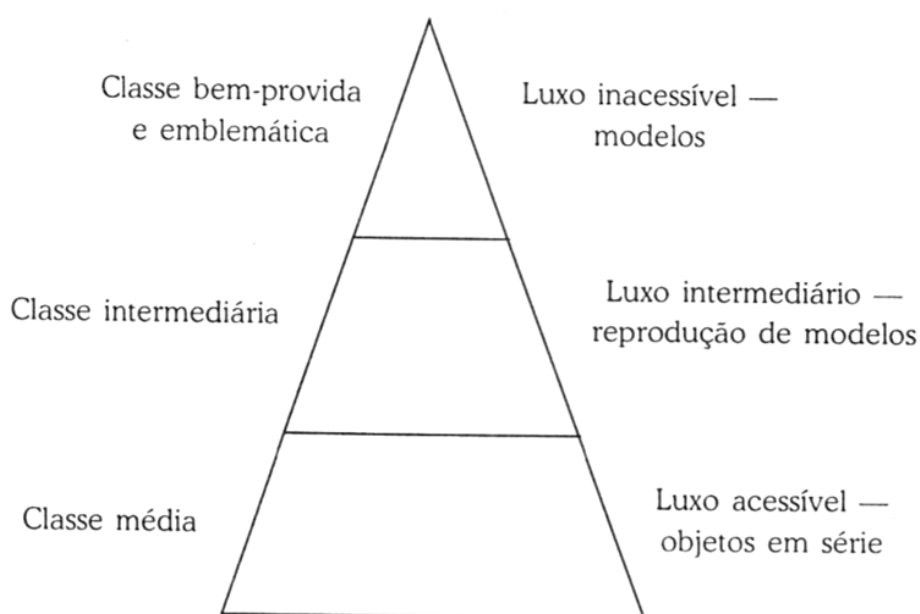 Classe bem-provida
e emblemática
Luxo inacessível —
modelos
Classe intermediária
Luxo intermediário —
reprodução de modelos
Classe média
Luxo acessível —
objetos em série